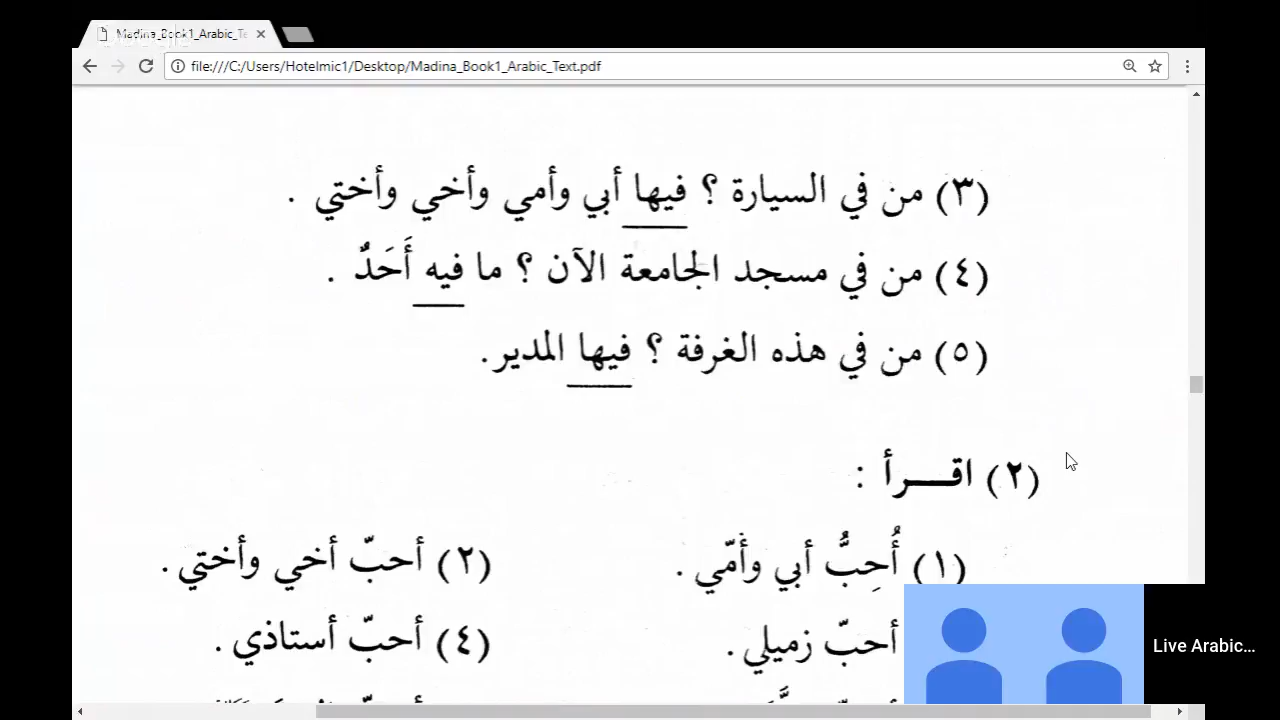 Madina_Book1_Arabic_Te
file:///C:/Users/Hotelmic1/Desktop/Madina_Book1_Arabic_Text.pdf
(٣) من في السيارة ؟ فيها أبي وأمي وأخي وأختي .
(٤) من في مسجد الجامعة الآن ؟ ما فيه أَحَدٌ .
(٥) من في هذه الغرفة ؟ فيها المدير .
(٢) اقـــرأ :
(١) أُحِبُّ أبي وأُمّي .
(٢) أحبّ أخي وأختي .
أحبّ زميلي .
(٤) أحبّ أستاذي .
Live Arabic...